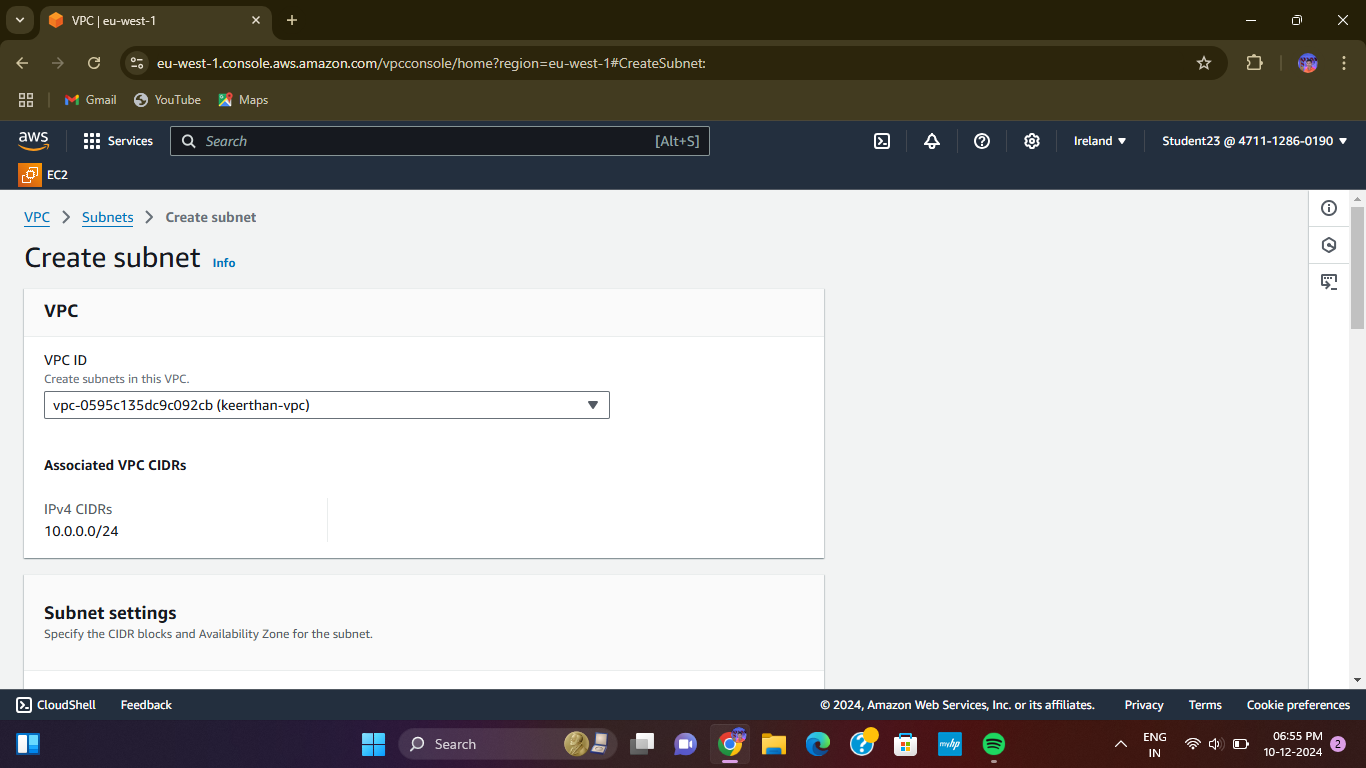 VPC | eu-west-1
eu-west-1.console.aws.amazon.com/vpcconsole/home?region=eu-west-1#CreateSubnet:
Gmail YouTube Maps
aws Services Search [Alt+S] Ireland Student23 @ 4711-1286-0190
EC2
VPC Subnets Create subnet
Create subnet Info
VPC
VPC ID
Create subnets in this VPC.
vpc-0595c135dc9c092cb (keerthan-vpc)
Associated VPC CIDRs
IPv4 CIDRs
10.0.0.0/24
Subnet settings
Specify the CIDR blocks and Availability Zone for the subnet.
CloudShell Feedback © 2024, Amazon Web Services, Inc. or its affiliates. Privacy Terms Cookie preferences
Search myhp ENG 06:55 PM
IN 10-12-2024 2